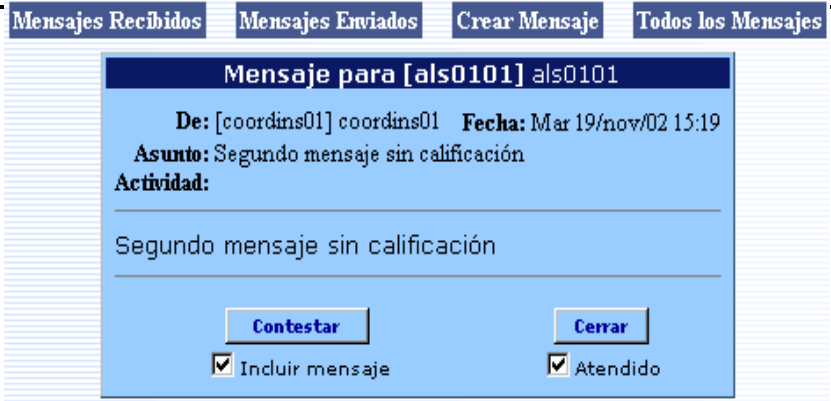 Mensajes Recibidos Mensajes Enviados Crear Mensaje Todos los Mensajes
Mensaje para [als0101] als0101
De: [coordins01] coordins01 Fecha: Mar 19/nov/02 15:19
Asunto: Segundo mensaje sin calificación
Actividad:
Segundo mensaje sin calificación
Contestar Cerrar
Incluir mensaje Atendido